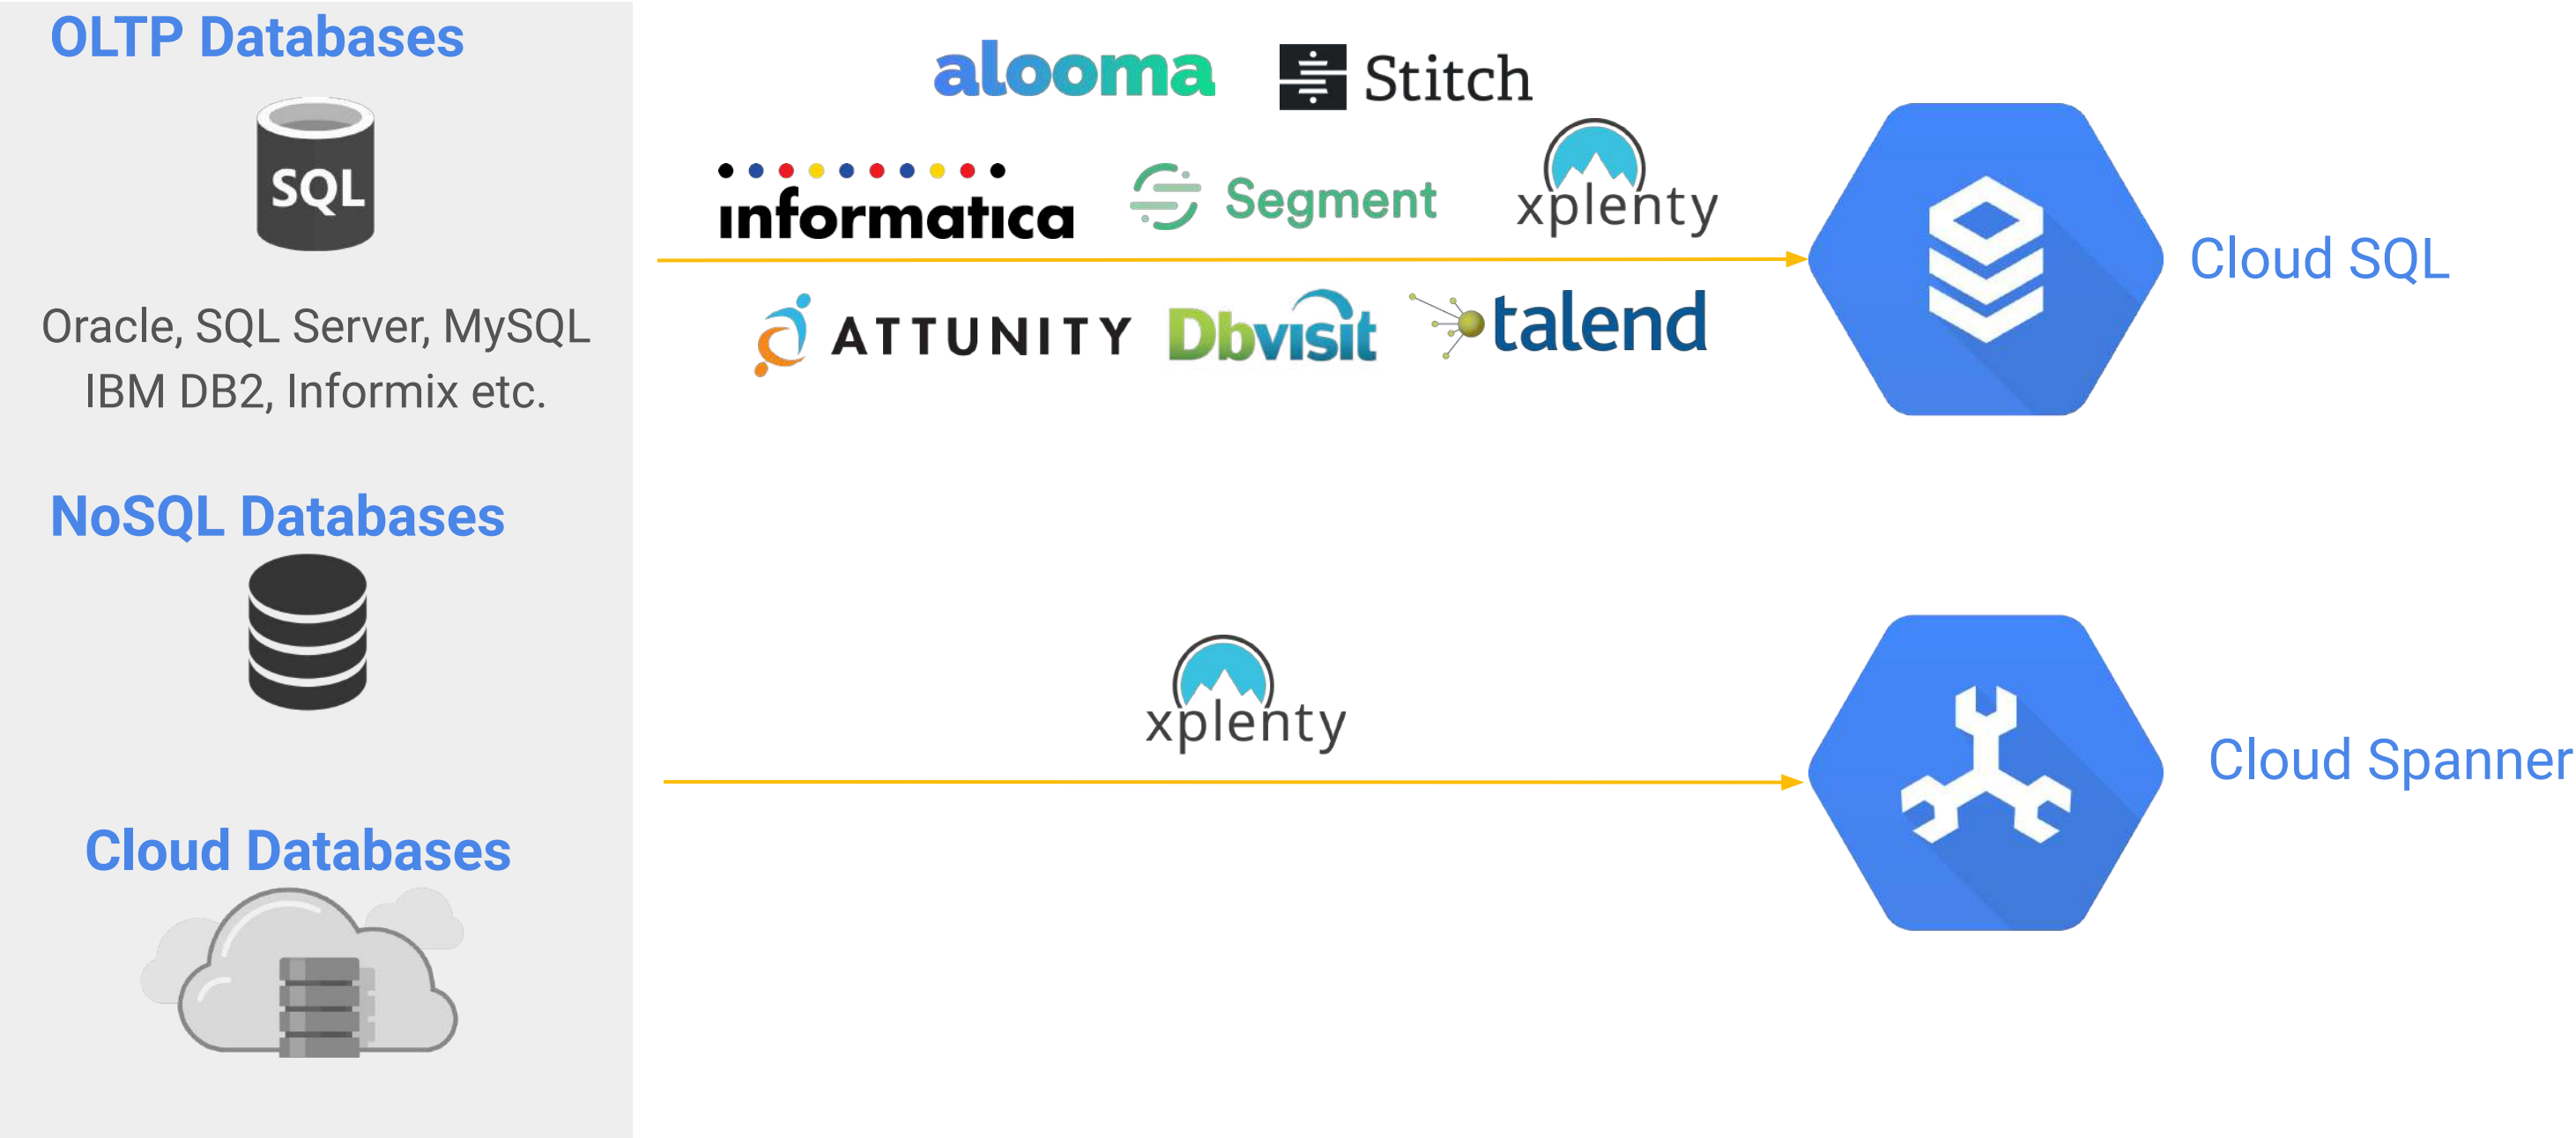 OLTP Databases
SQL
Oracle, SQL Server, MySQL
IBM DB2, Informix etc.
NoSQL Databases
Cloud Databases
alooma
Stitch
informatica
Segment
xplenty
ATTUNITY
Dbvisit
talend
Cloud SQL
xplenty
Cloud Spanner